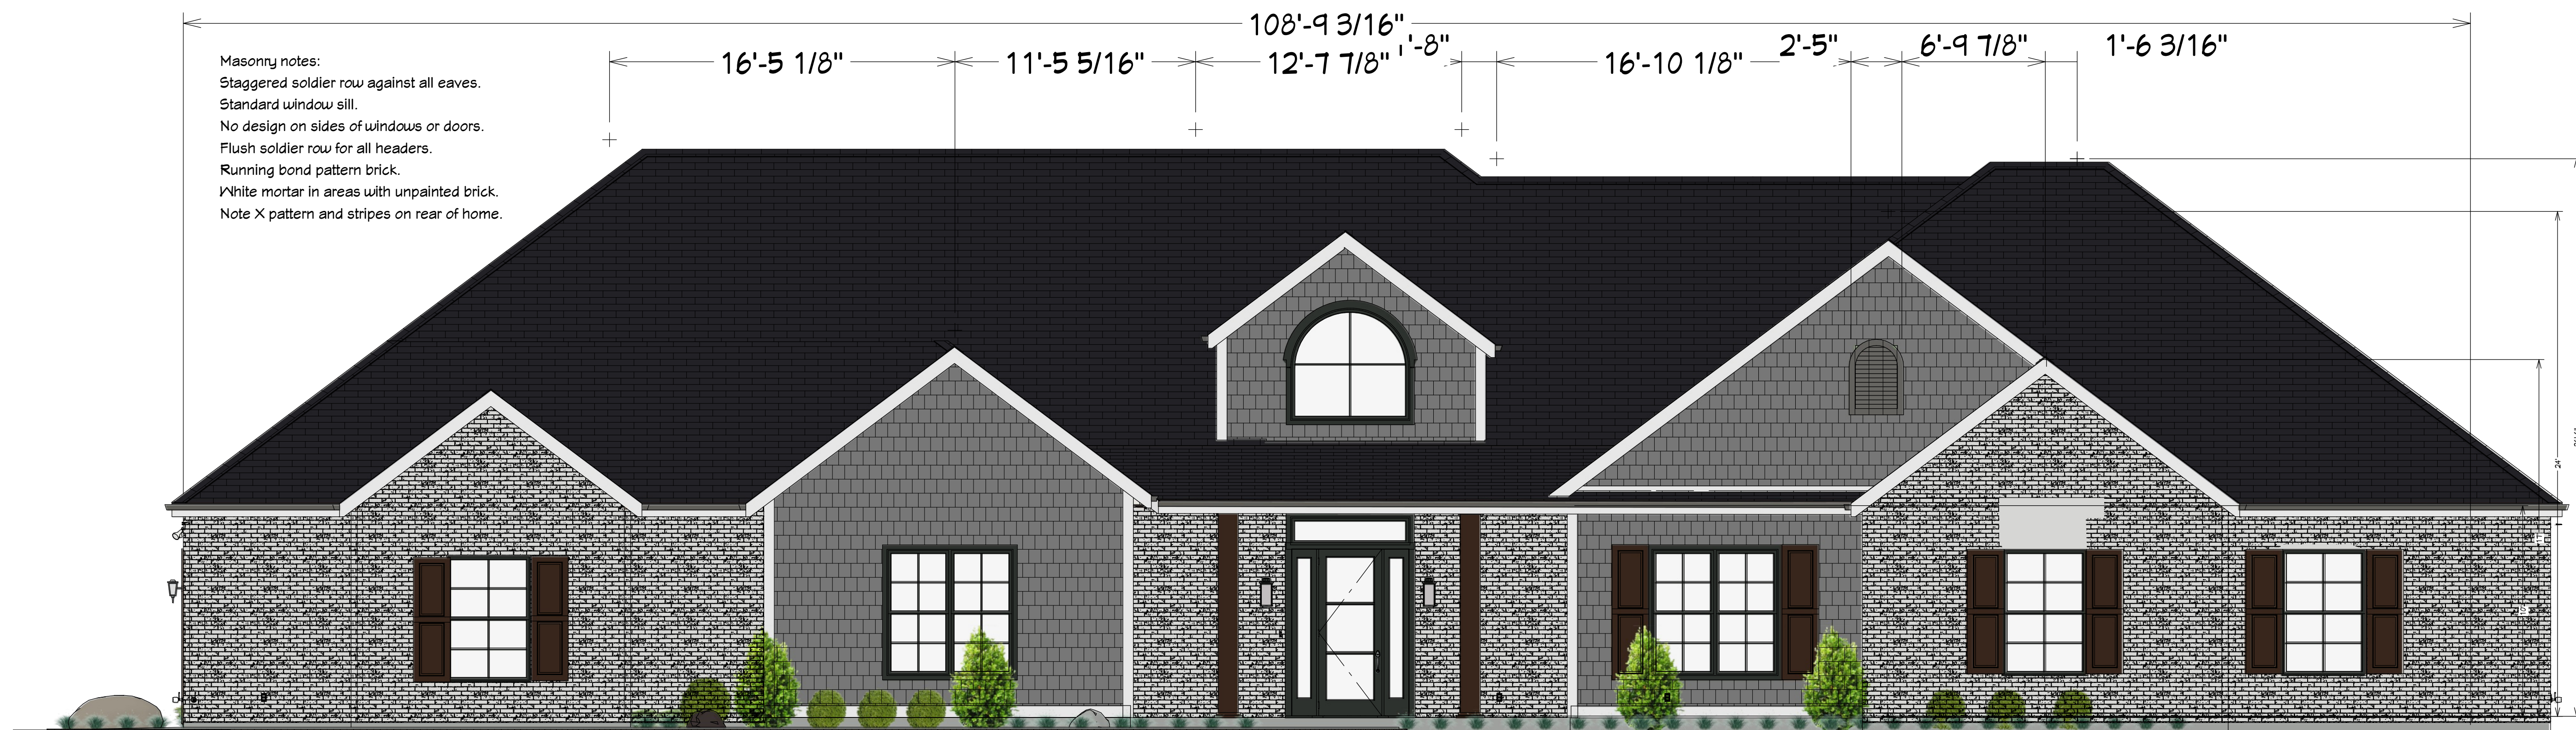 108'-9 3/16"
16'-5 1/8"
11'-5 5/16"
12'-7 7/8"
1'-8"
16'-10 1/8"
2'-5"
6'-9 7/8"
1'-6 3/16"
Masonry notes:
Staggered soldier row against all eaves.
Standard window sill.
No design on sides of windows or doors.
Flush soldier row for all headers.
Running bond pattern brick.
White mortar in areas with unpainted brick.
Note X pattern and stripes on rear of home.
24'